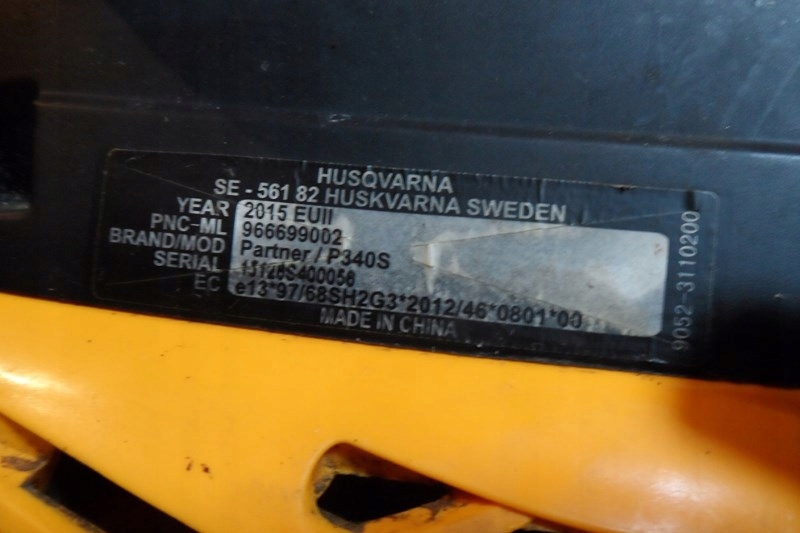 HUSQVARNA
SE - 561 82 HUSKVARNA SWEDEN
YEAR 2015 EUII
PNC-ML 966699002
BRAND/MOD Partner / P340S
SERIAL
EC e13*97/68SH2G3*2012/46*0801*00
MADE IN CHINA
9052-3110200